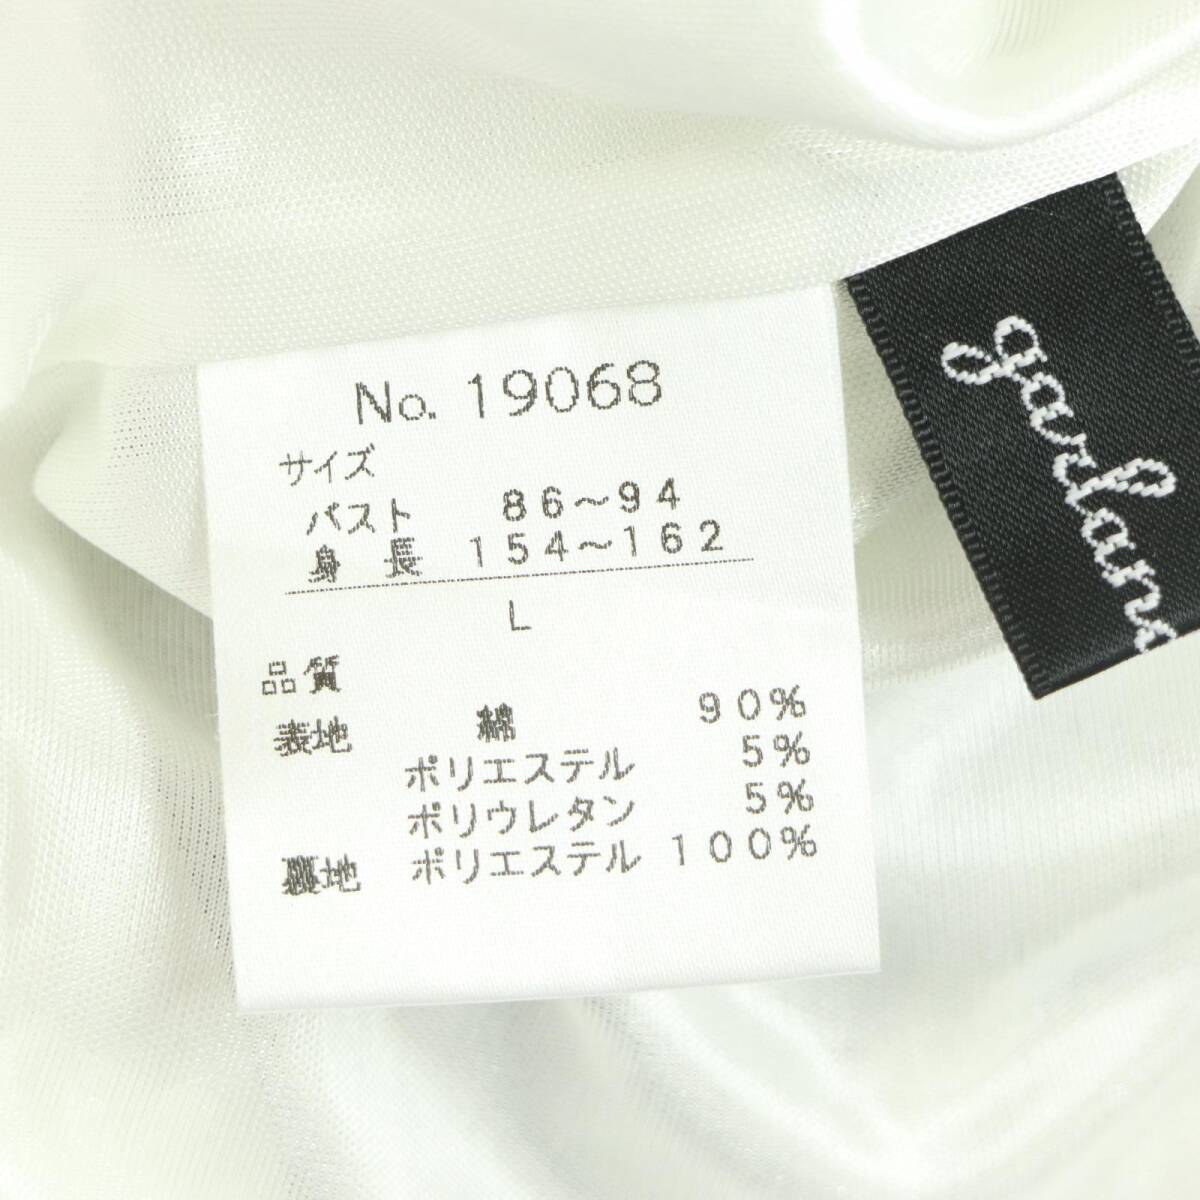 No. 19068
サイズ
バスト 86～94
身長 154～162
L
品質
表地 綿 90%
ポリエステル 5%
ポリウレタン 5%
裏地 ポリエステル 100%